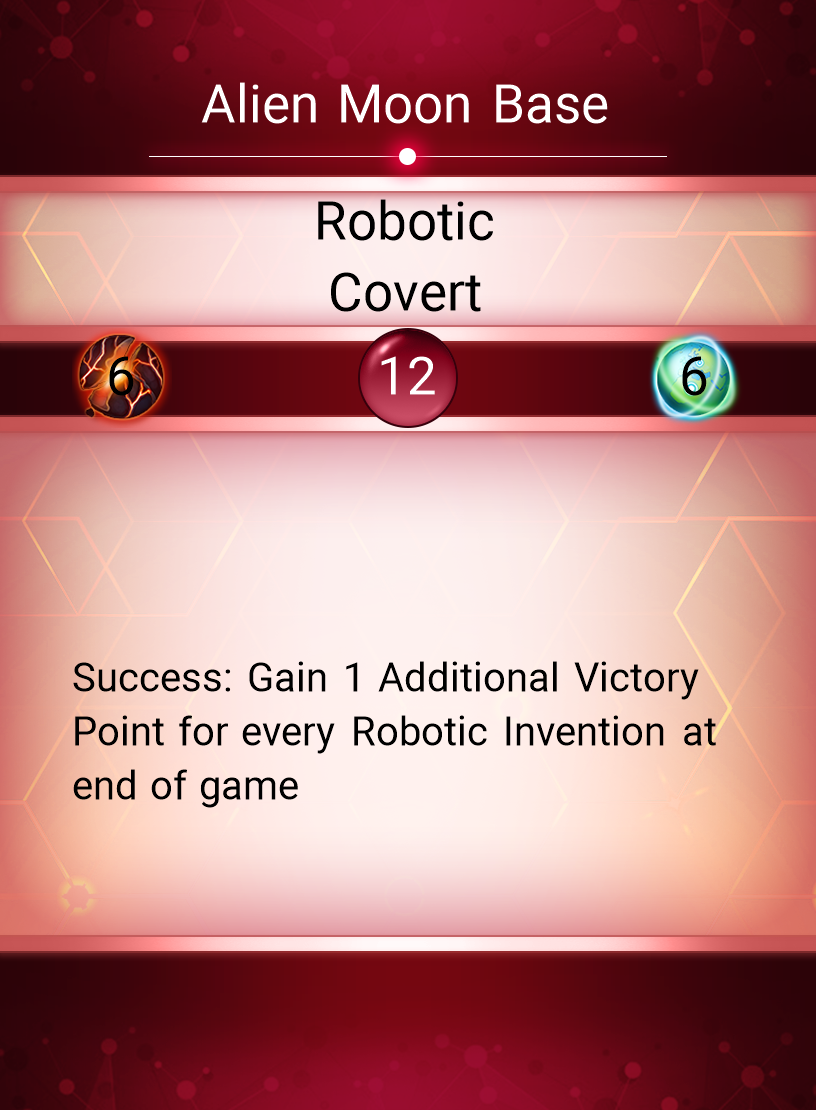 Alien Moon Base
Robotic
Covert
6 12 6
Success: Gain 1 Additional Victory
Point for every Robotic Invention at
end of game